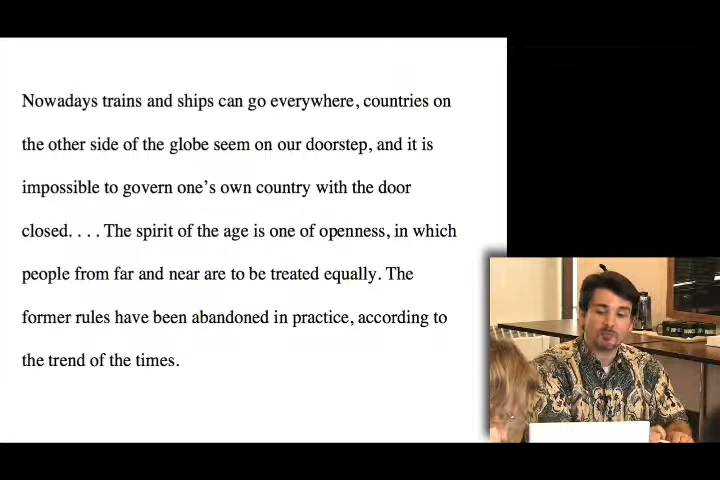 Nowadays trains and ships can go everywhere, countries on
the other side of the globe seem on our doorstep, and it is
impossible to govern one’s own country with the door
closed. . . . The spirit of the age is one of openness, in which
people from far and near are to be treated equally. The
former rules have been abandoned in practice, according to
the trend of the times.